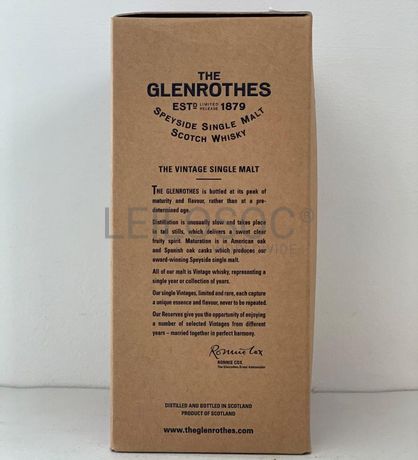 THE
GLENROTHES
ESTD LIMITED RELEASE 1879
SPEYSIDE SINGLE MALT
SCOTCH WHISKY
THE VINTAGE SINGLE MALT
THE GLENROTHES is bottled at its peak of
maturity and flavour, rather than at a pre-
determined age.
Distillation is unusually slow and takes place
in tall stills, which delivers a sweet clear
fruity spirit. Maturation is in American oak
and Spanish oak casks which produces our
award-winning Speyside single malt.
All of our malt is Vintage whisky, representing a
single year or collection of years.
Our single Vintages, limited and rare, each capture
a unique essence and flavour, never to be repeated.
Our Reserves give you the opportunity of enjoying
a number of selected Vintages from different
years – married together in perfect harmony.
Ronnie Cox
RONNIE COX
The Glenrothes Brand Ambassador
DISTILLED AND BOTTLED IN SCOTLAND
PRODUCT OF SCOTLAND
www.theglenrothes.com